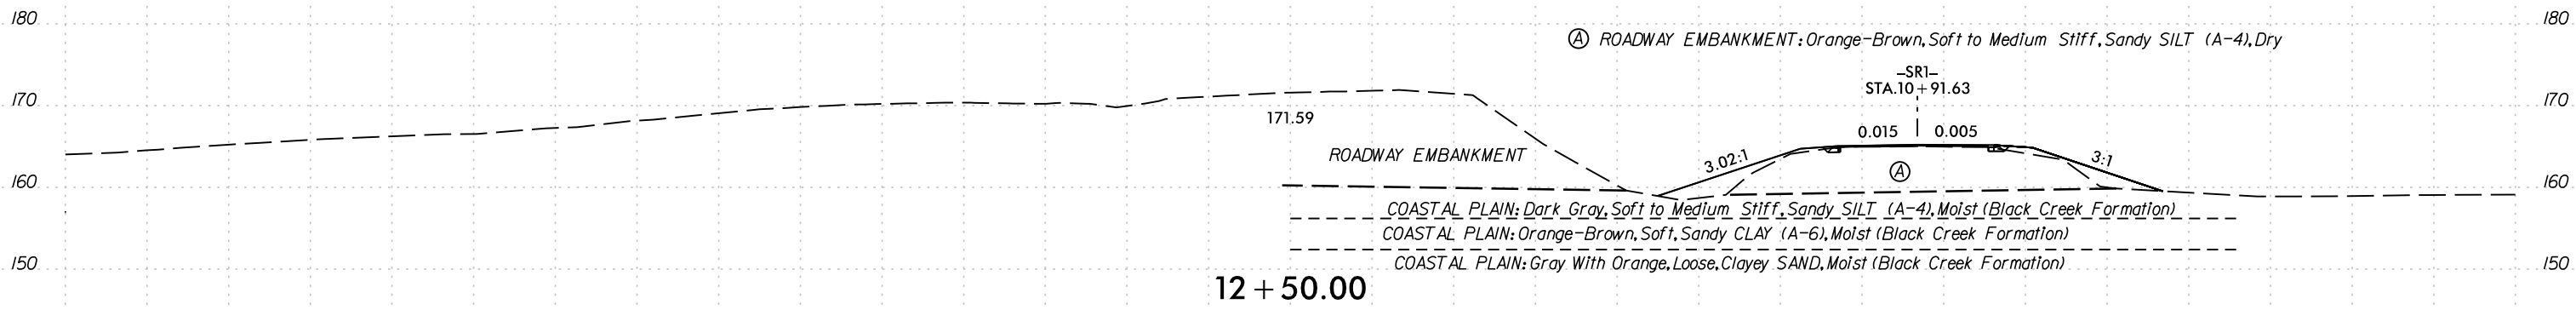 180 180
Ⓐ ROADWAY EMBANKMENT: Orange-Brown, Soft to Medium Stiff, Sandy SILT (A-4), Dry
-SR1-
STA. 10+91.63
170 170
171.59
0.015 0.005
ROADWAY EMBANKMENT
3.02:1
3:1
Ⓐ
160 160
COASTAL PLAIN: Dark Gray, Soft to Medium Stiff, Sandy SILT (A-4), Moist (Black Creek Formation)
COASTAL PLAIN: Orange-Brown, Soft, Sandy CLAY (A-6), Moist (Black Creek Formation)
150 150
COASTAL PLAIN: Gray With Orange, Loose, Clayey SAND, Moist (Black Creek Formation)
12+50.00